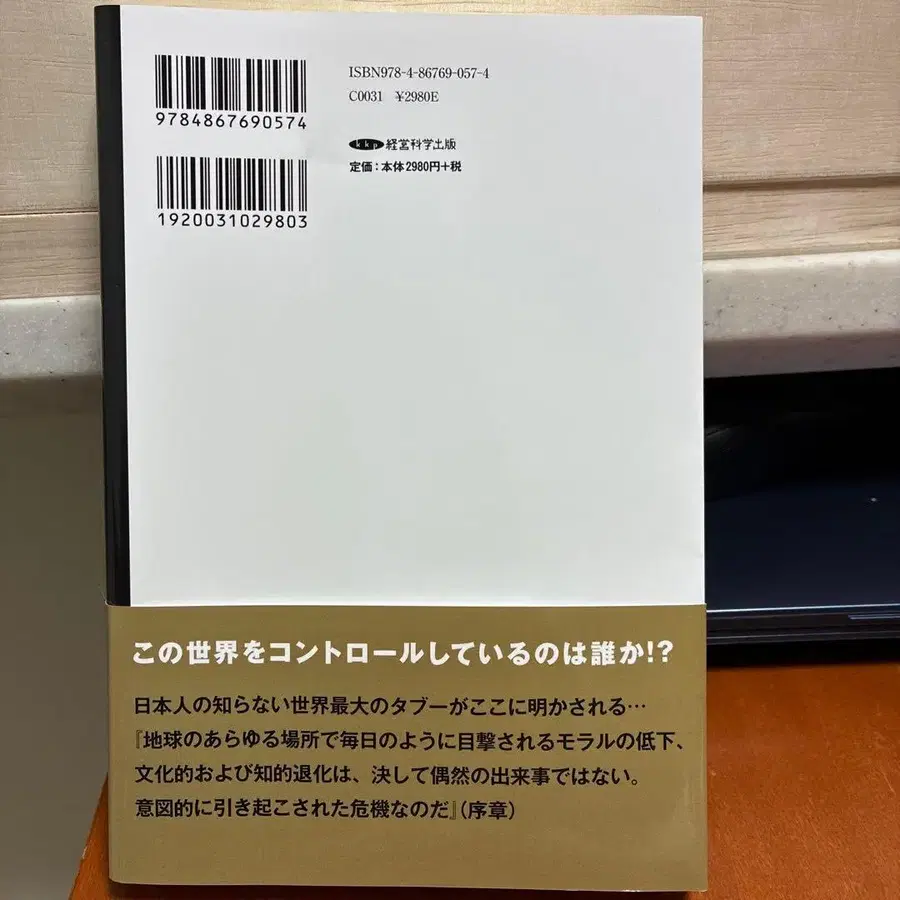 9784867690574
1920031029803
ISBN978-4-86769-057-4
C0031 ¥2980E
kkp 経営科学出版
定価:本体2980円+税
この世界をコントロールしているのは誰か!?
日本人の知らない世界最大のタブーがここに明かされる…
『地球のあらゆる場所で毎日のように目撃されるモラルの低下、
文化的および知的退化は、決して偶然の出来事ではない。
意図的に引き起こされた危機なのだ』(序章)